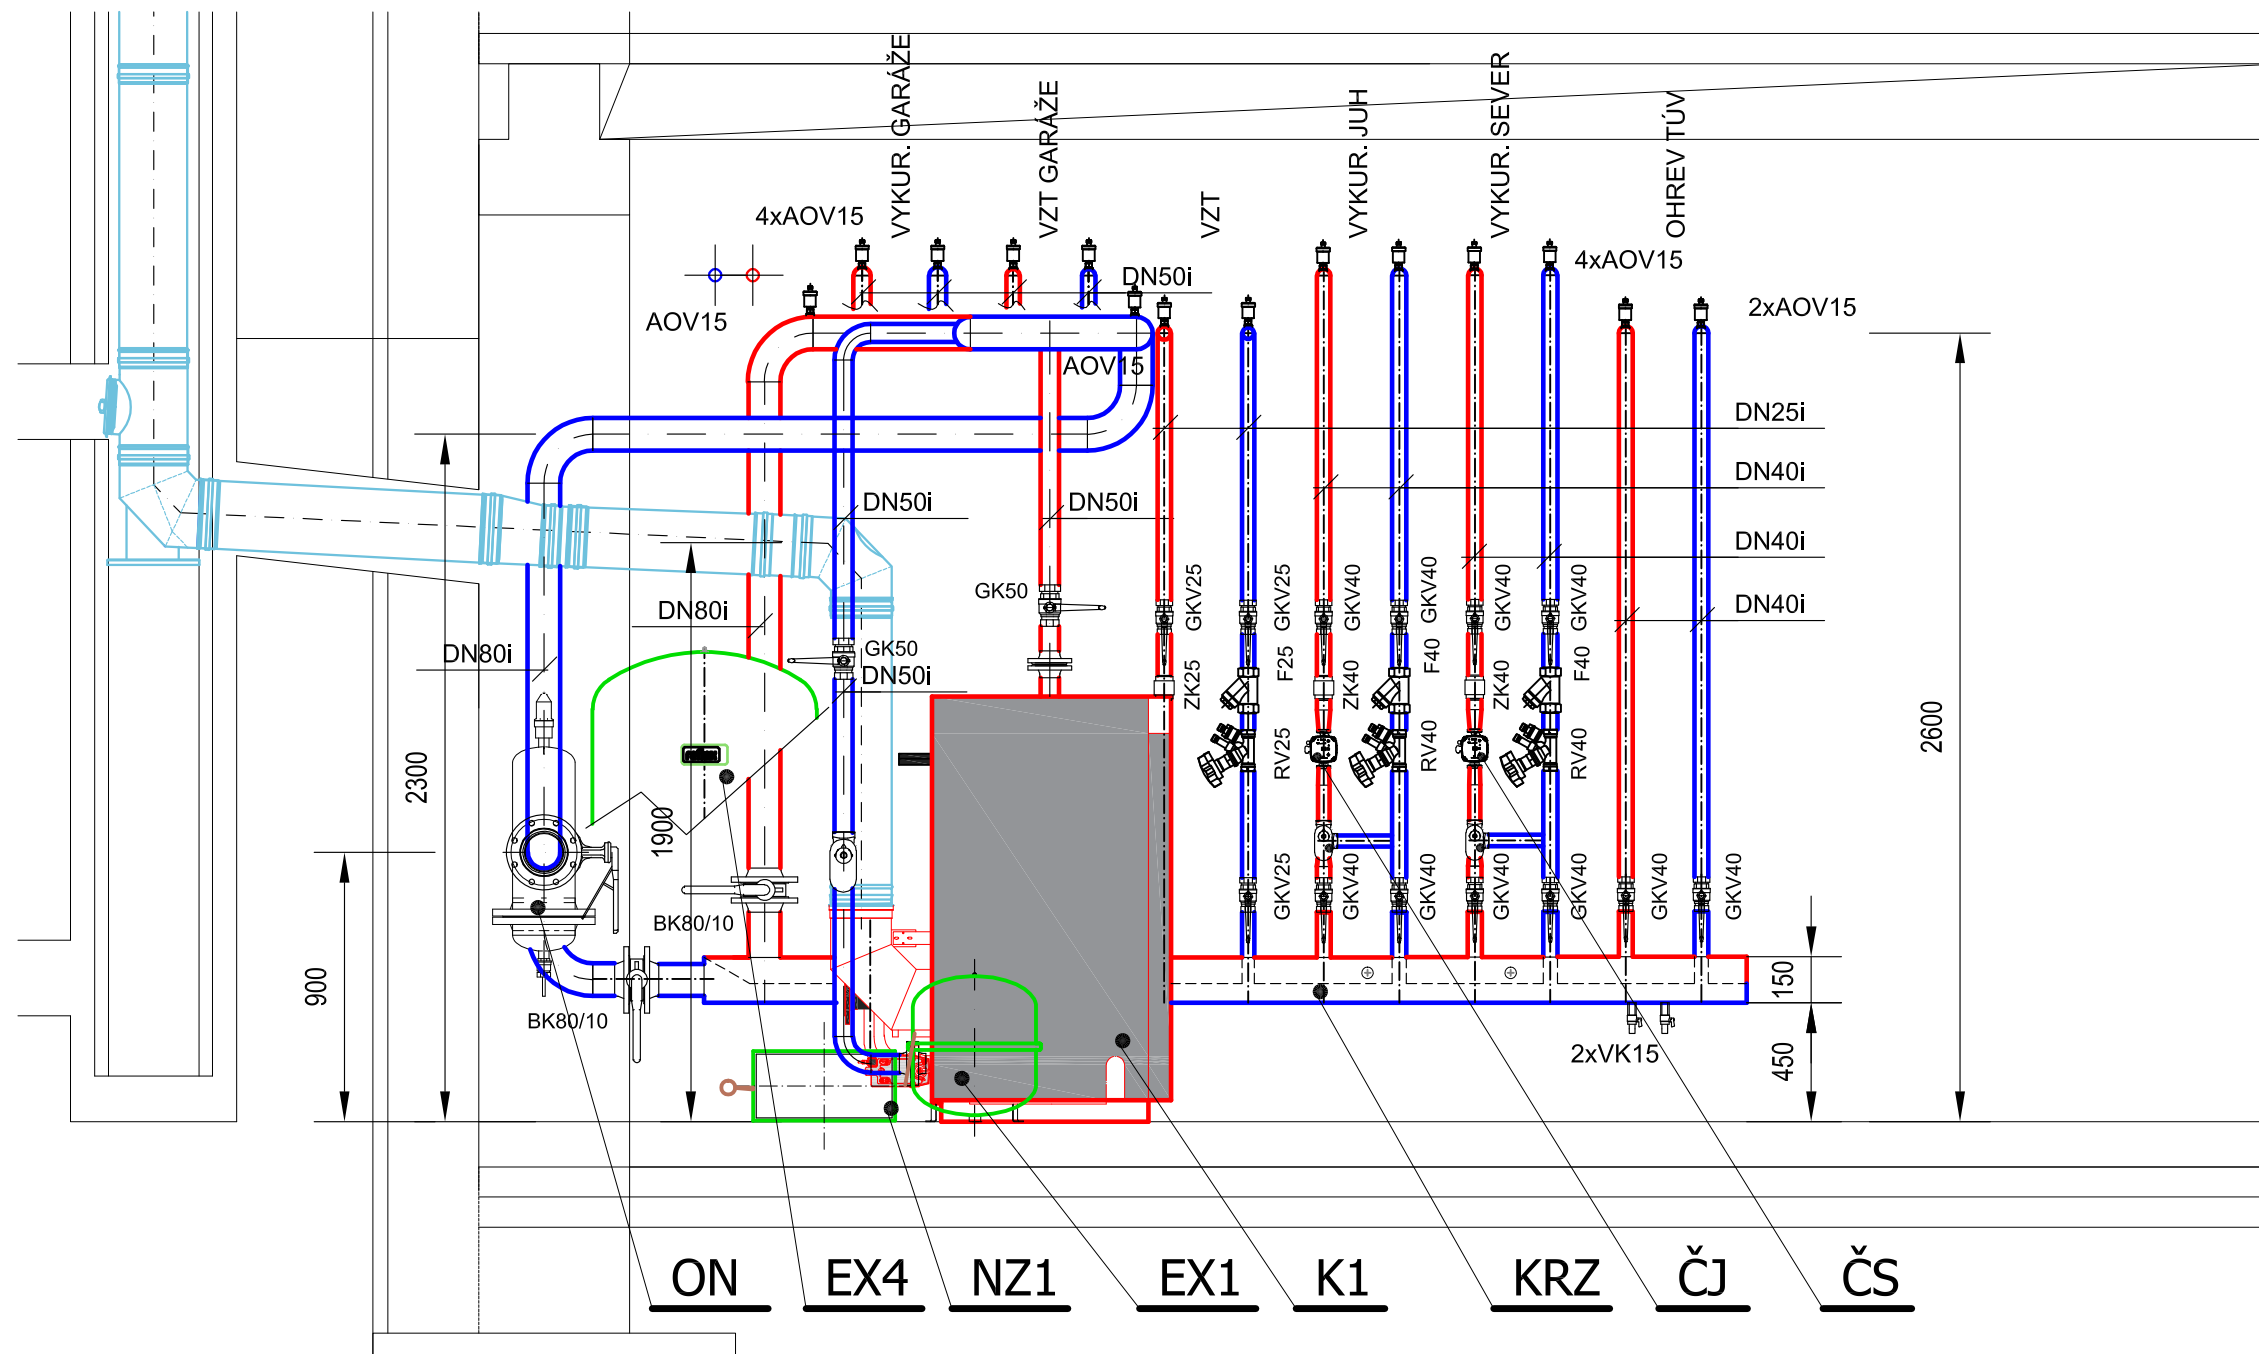 VYKUR. GARÁŽE
VZT GARÁŽE
VZT
VYKUR. JUH
VYKUR. SEVER
OHREV TÚV
4xAOV15
4xAOV15
2xAOV15
AOV15
AOV15
DN50i
DN25i
DN40i
DN40i
DN40i
DN50i
DN50i
DN80i
DN80i
DN50i
GK50
GK50
GKV25
GKV25
GKV40
GKV40
GKV40
GKV40
ZK25
F25
ZK40
F40
ZK40
F40
RV25
RV40
RV40
GKV25
GKV40
GKV40
GKV40
GKV40
GKV40
GKV40
BK80/10
BK80/10
2xVK15
2300
1900
900
2600
150
450
ON
EX4
NZ1
EX1
K1
KRZ
ČJ
ČS